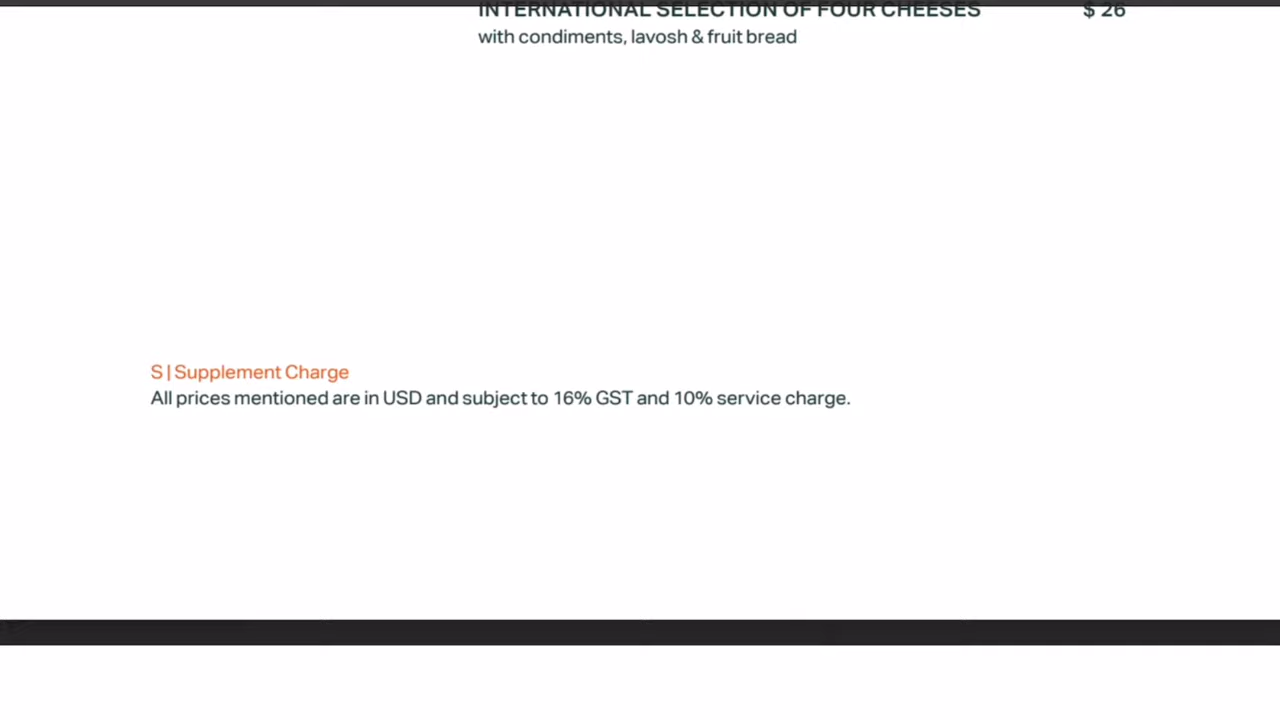 INTERNATIONAL SELECTION OF FOUR CHEESES $ 26
with condiments, lavosh & fruit bread
S | Supplement Charge
All prices mentioned are in USD and subject to 16% GST and 10% service charge.